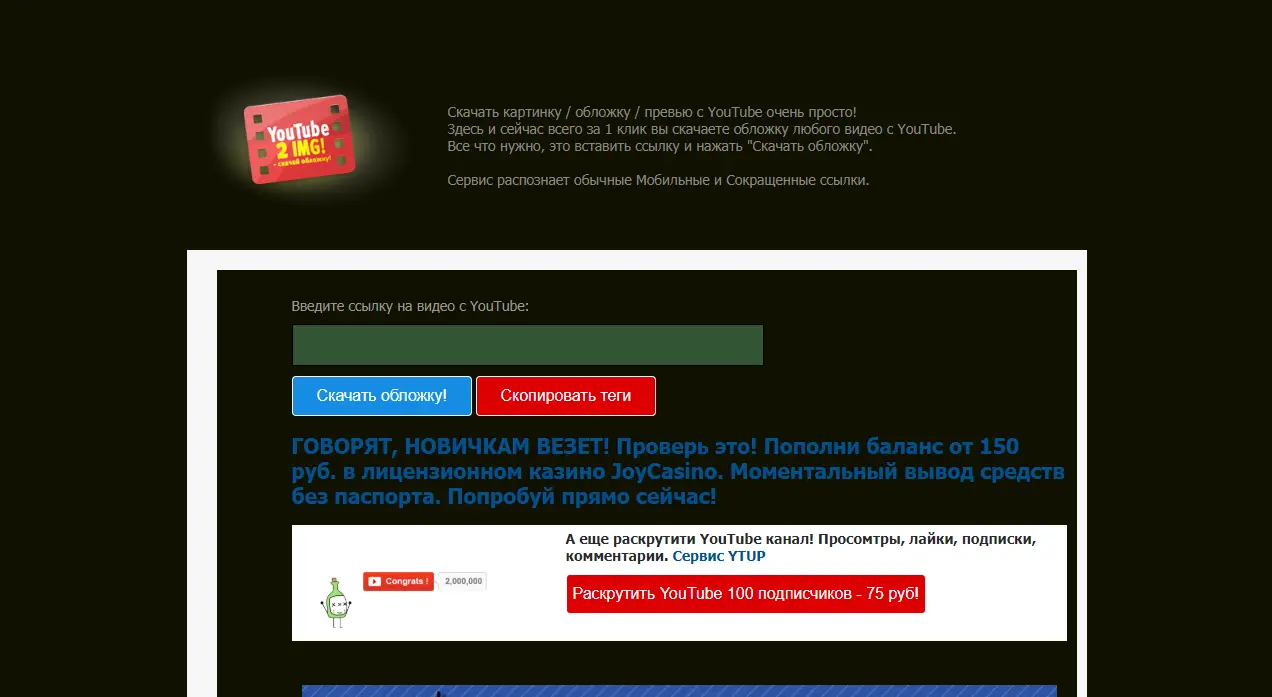 YouTube
2 IMG!
- скачай обложку!
Скачать картинку / обложку / превью с YouTube очень просто!
Здесь и сейчас всего за 1 клик вы скачаете обложку любого видео с YouTube.
Все что нужно, это вставить ссылку и нажать "Скачать обложку".
Сервис распознает обычные Мобильные и Сокращенные ссылки.
Введите ссылку на видео с YouTube:
Скачать обложку! Скопировать теги
ГОВОРЯТ, НОВИЧКАМ ВЕЗЕТ! Проверь это! Пополни баланс от 150
руб. в лицензионном казино JoyCasino. Моментальный вывод средств
без паспорта. Попробуй прямо сейчас!
А еще раскрутити YouTube канал! Просомтры, лайки, подписки,
комментарии. Сервис YTUP
Congrats ! 2,000,000
Раскрутить YouTube 100 подписчиков - 75 руб!